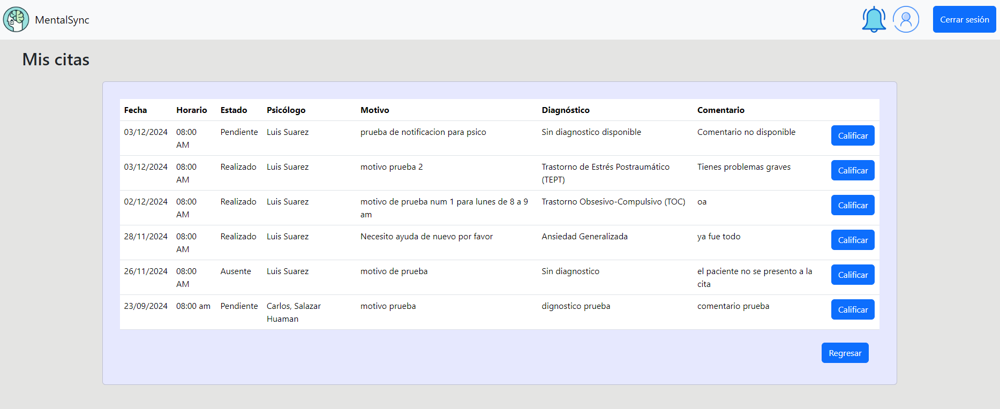 MentalSync
Cerrar sesión
Mis citas
Fecha Horario Estado Psicólogo Motivo Diagnóstico Comentario
03/12/2024 08:00 AM Pendiente Luis Suarez prueba de notificacion para psico Sin diagnostico disponible Comentario no disponible Calificar
03/12/2024 08:00 AM Realizado Luis Suarez motivo prueba 2 Trastorno de Estrés Postraumático (TEPT) Tienes problemas graves Calificar
02/12/2024 08:00 AM Realizado Luis Suarez motivo de prueba num 1 para lunes de 8 a 9 am Trastorno Obsesivo-Compulsivo (TOC) oa Calificar
28/11/2024 08:00 AM Realizado Luis Suarez Necesito ayuda de nuevo por favor Ansiedad Generalizada ya fue todo Calificar
26/11/2024 08:00 AM Ausente Luis Suarez motivo de prueba Sin diagnostico el paciente no se presento a la cita Calificar
23/09/2024 08:00 am Pendiente Carlos, Salazar Huaman motivo prueba dignostico prueba comentario prueba Calificar
Regresar